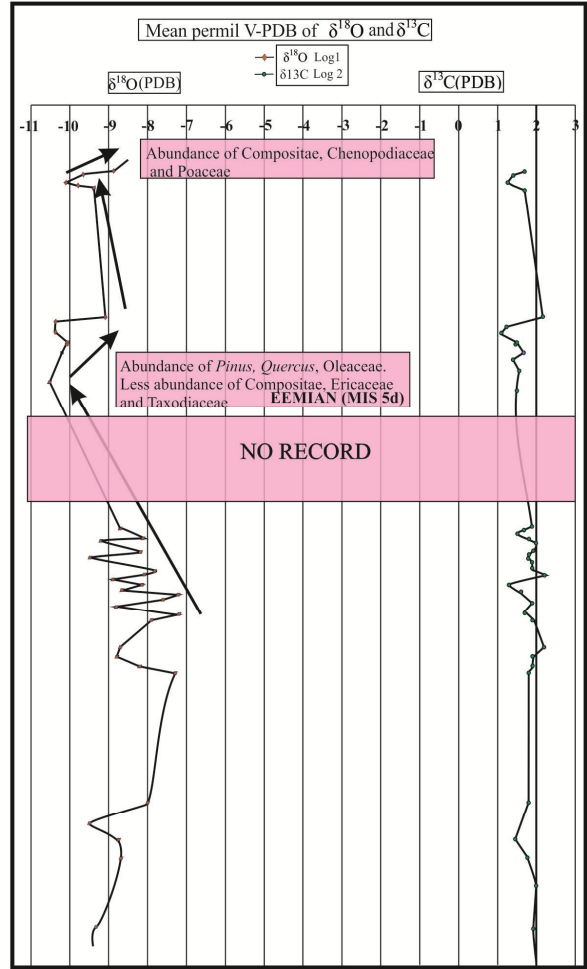 Mean permil V-PDB of δ¹⁸O and δ¹³C
δ¹⁸O Log1
δ13C Log 2
δ¹⁸O(PDB)
δ¹³C(PDB)
-11 -10 -9 -8 -7 -6 -5 -4 -3 -2 -1 0 1 2 3
Abundance of Compositae, Chenopodiaceae
and Poaceae
Abundance of Pinus, Quercus, Oleaceae.
Less abundance of Compositae, Ericaceae
and Taxodiaceae EEMIAN (MIS 5d)
NO RECORD